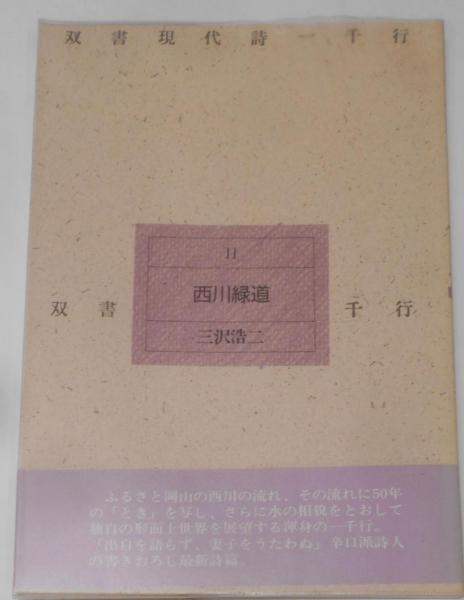 双書現代詩一千行
11
西川緑道
三沢浩二
双書 千行
ふるさと岡山の西川の流れ、その流れに50年
の「とき」を写し、さらに水の相貌をとおして
独自の形而上世界を展望する渾身の一千行。
「出自を語らず、妻子をうたわぬ」辛口派詩人
の書きおろし最新詩篇。